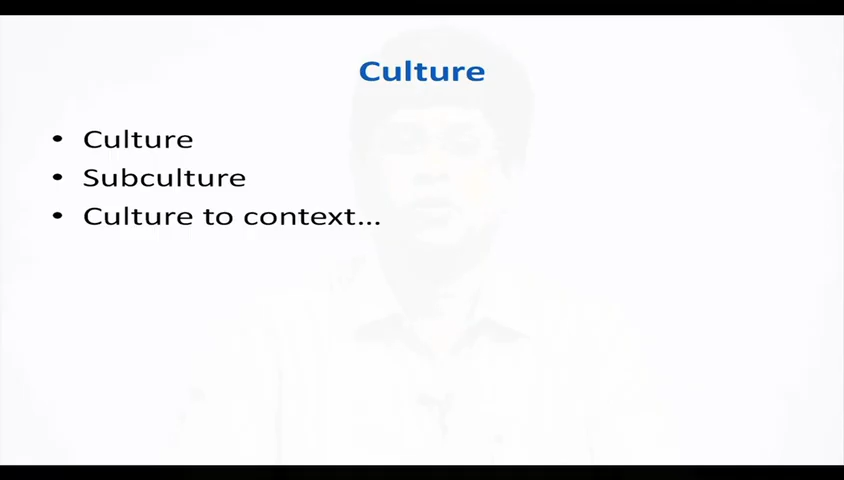 Culture
• Culture
• Subculture
• Culture to context...